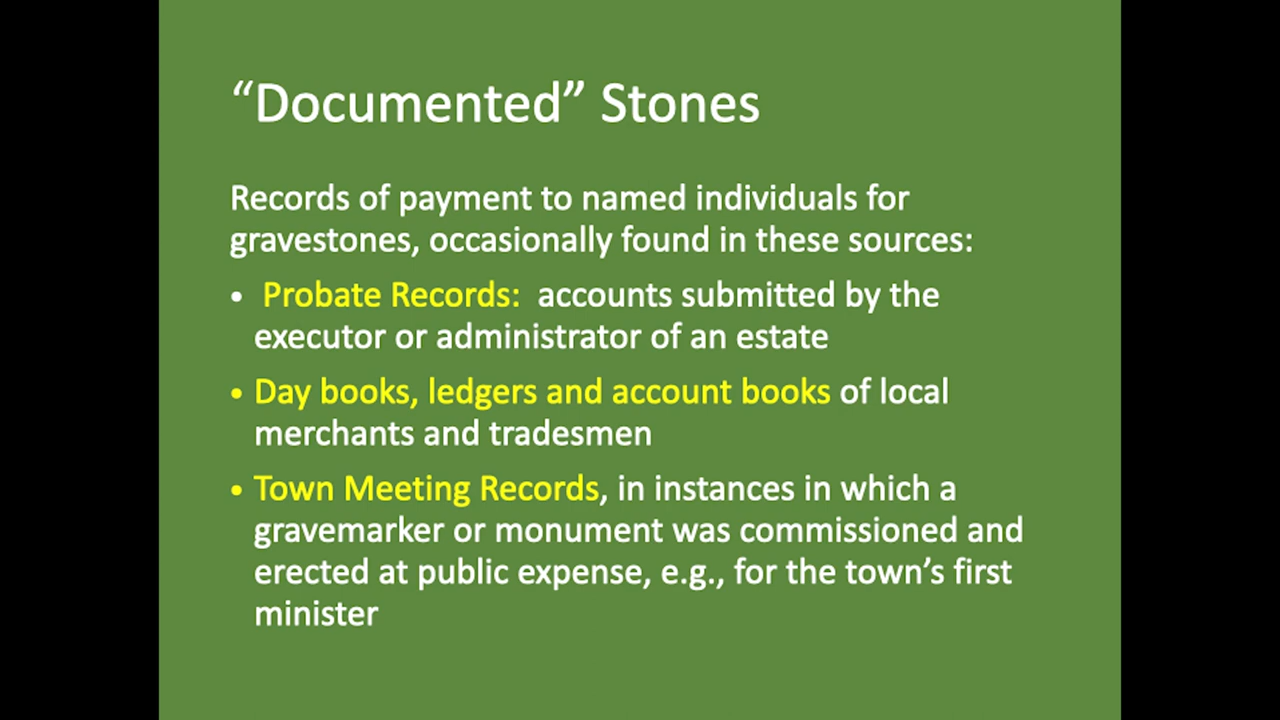 “Documented” Stones
Records of payment to named individuals for
gravestones, occasionally found in these sources:
• Probate Records: accounts submitted by the
executor or administrator of an estate
• Day books, ledgers and account books of local
merchants and tradesmen
• Town Meeting Records, in instances in which a
gravemarker or monument was commissioned and
erected at public expense, e.g., for the town’s first
minister